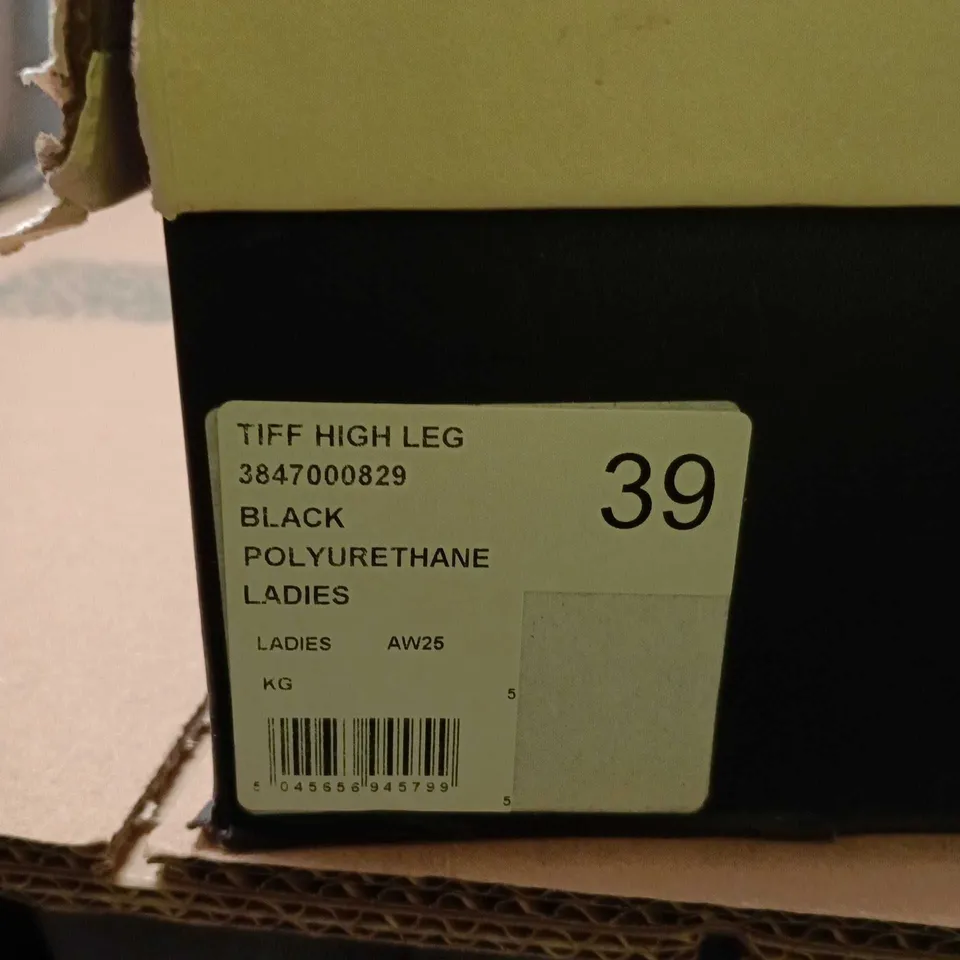 TIFF HIGH LEG
3847000829
39
BLACK
POLYURETHANE
LADIES
LADIES AW25
KG
5
5 045656 945799
5